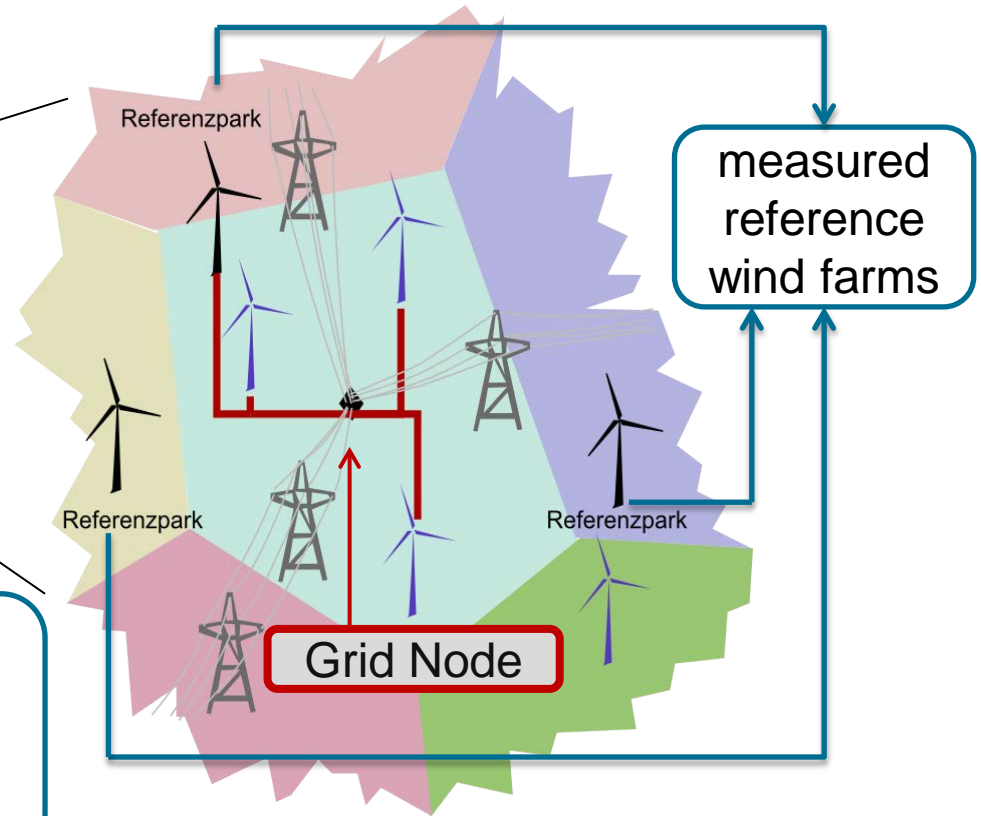 Referenzpark
measured
reference
wind farms
Referenzpark
Referenzpark
Grid Node